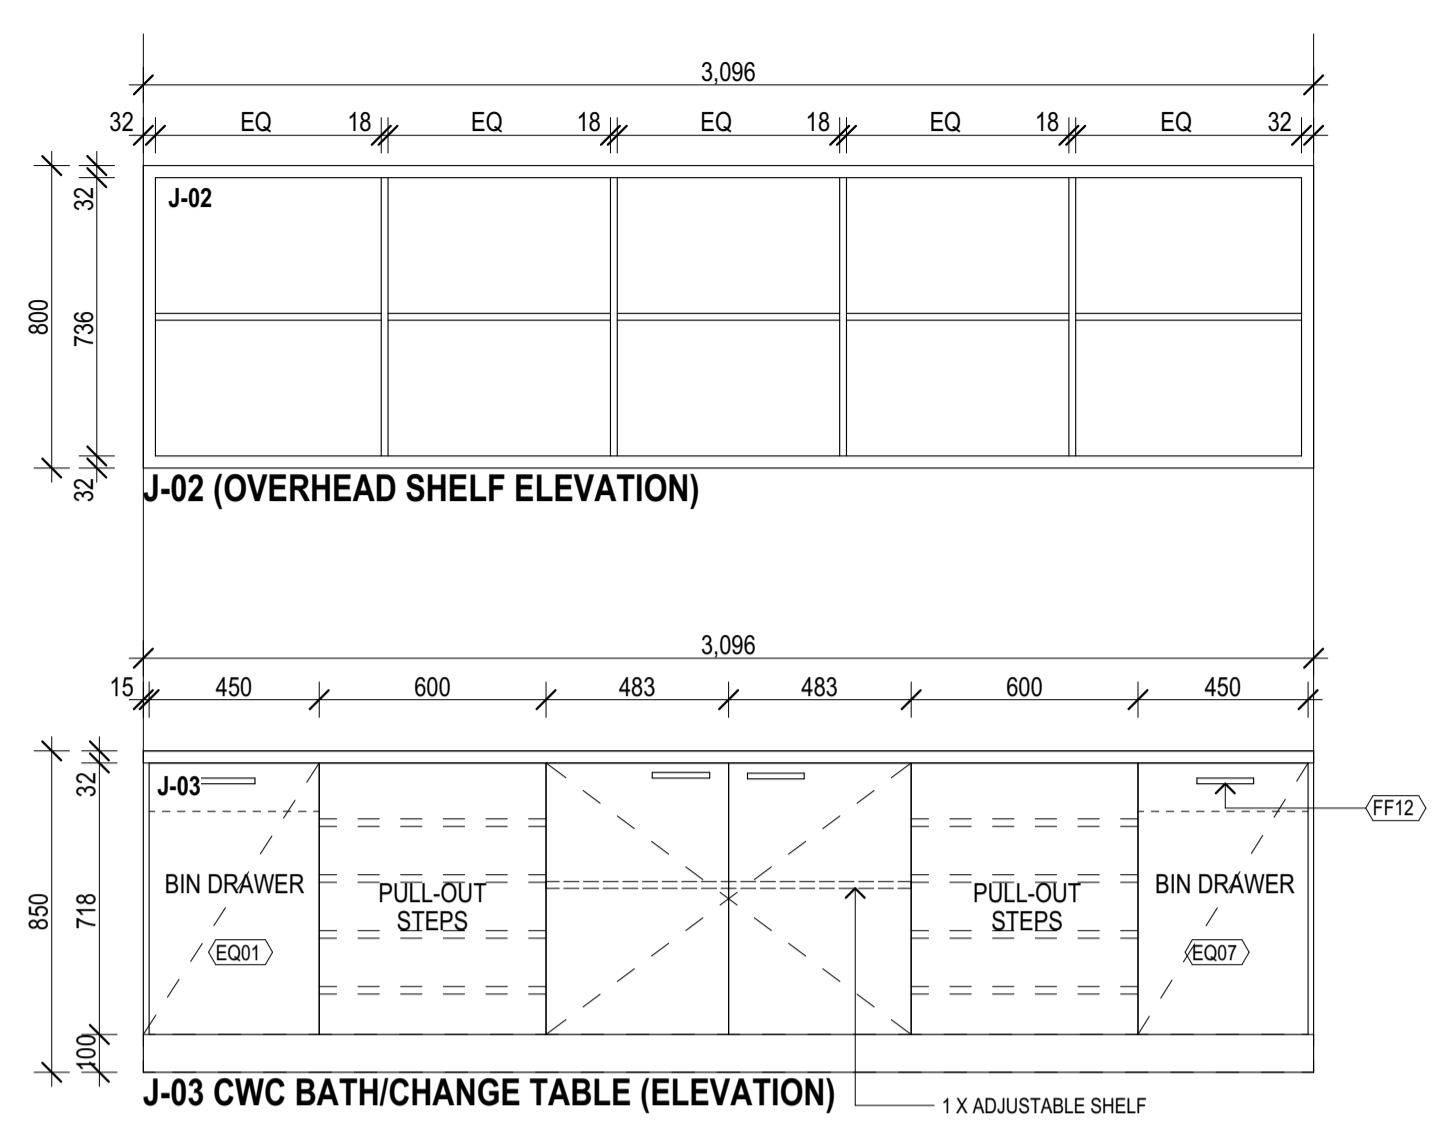 3,096
32 EQ 18 EQ 18 EQ 18 EQ 18 EQ 32
32
J-02
800
736
32
J-02 (OVERHEAD SHELF ELEVATION)
3,096
15 450 600 483 483 600 450
32
J-03
FF12
BIN DRAWER
PULL-OUT
STEPS
PULL-OUT
STEPS
BIN DRAWER
850
718
EQ01
EQ07
100
J-03 CWC BATH/CHANGE TABLE (ELEVATION)
1 X ADJUSTABLE SHELF